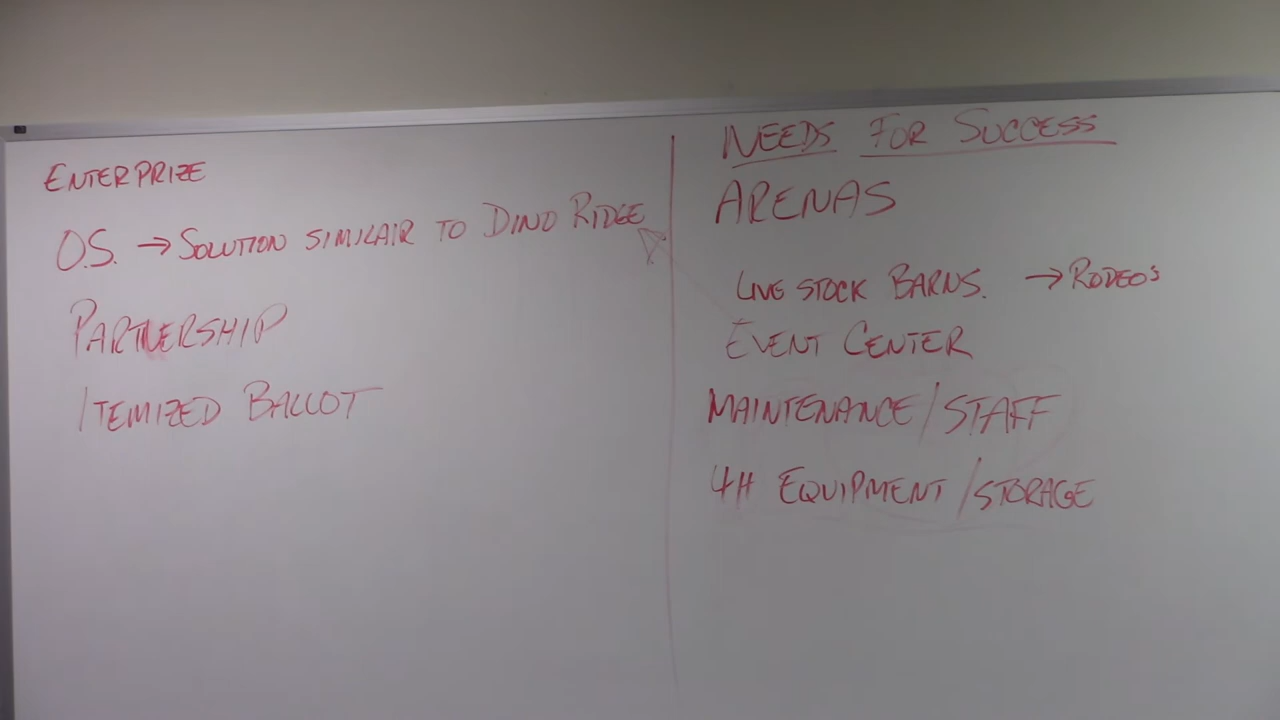 ENTERPRIZE
O.S. → SOLUTION SIMILAIR TO DINO RIDGE
PARTNERSHIP
ITEMIZED BALLOT
NEEDS FOR SUCCESS
ARENAS
LIVE STOCK BARNS. → RODEO'S
EVENT CENTER
MAINTENANCE/STAFF
4H EQUIPMENT/STORAGE